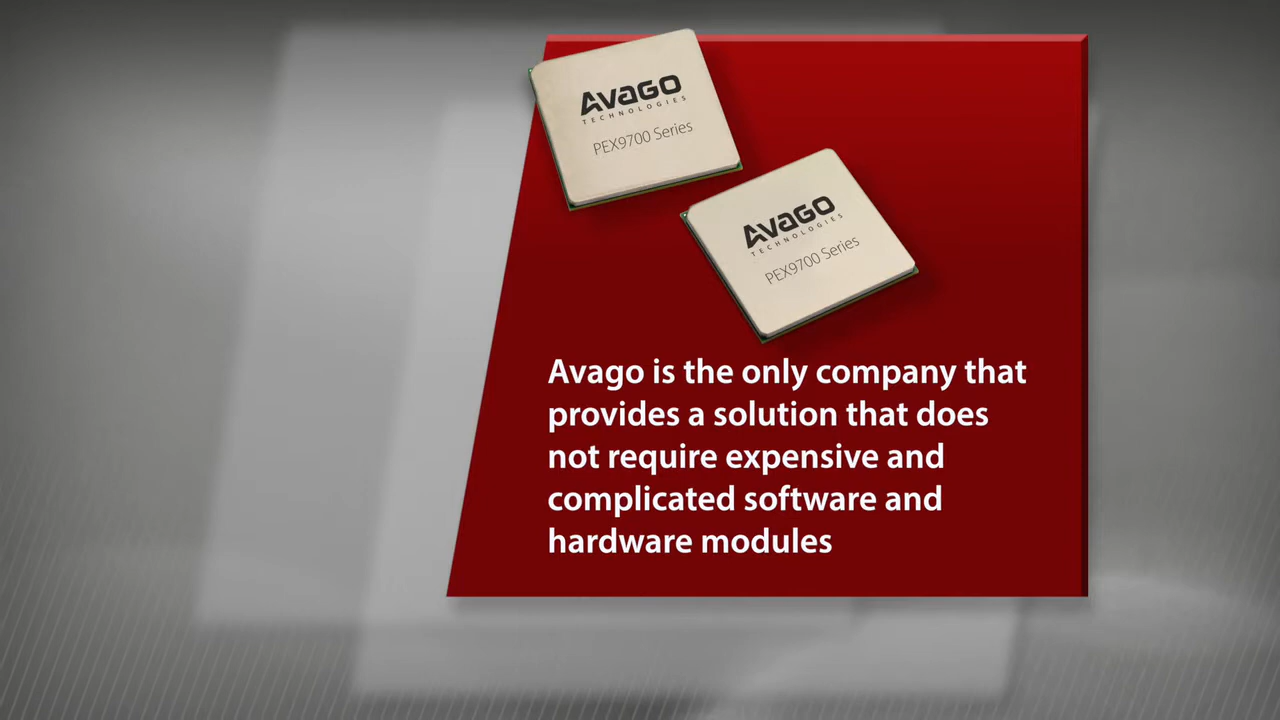 AVAGO
TECHNOLOGIES
PEX9700 Series
AVAGO
TECHNOLOGIES
PEX9700 Series
Avago is the only company that
provides a solution that does
not require expensive and
complicated software and
hardware modules